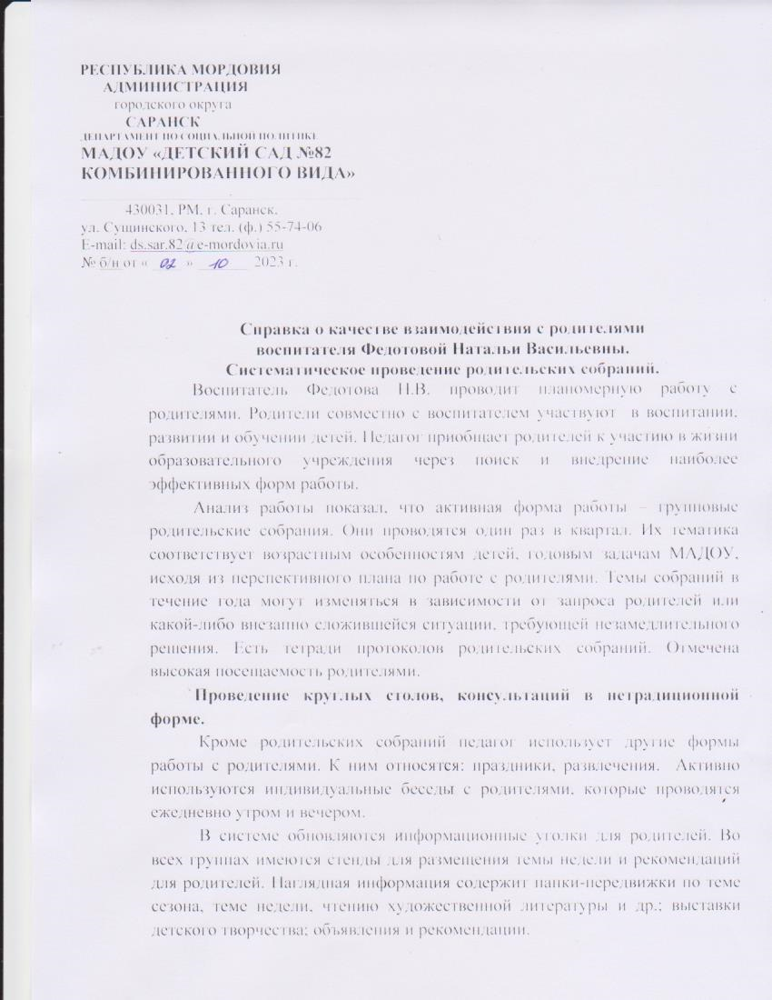 РЕСПУБЛИКА МОРДОВИЯ
АДМИНИСТРАЦИЯ
городского округа
САРАНСК
ДЕПАРТАМЕНТ ПО СОЦИАЛЬНОЙ ПОЛИТИКЕ
МАДОУ «ДЕТСКИЙ САД №82
КОМБИНИРОВАННОГО ВИДА»
430031, РМ, г. Саранск,
ул. Сущинского, 13 тел. (ф.) 55-74-06
E-mail: ds.sar.82@e-mordovia.ru
№ б/н от « 02 » 10 2023 г.
Справка о качестве взаимодействия с родителями
воспитателя Федотовой Натальи Васильевны.
Систематическое проведение родительских собраний.
Воспитатель Федотова Н.В. проводит планомерную работу с
родителями. Родители совместно с воспитателем участвуют в воспитании,
развитии и обучении детей. Педагог приобщает родителей к участию в жизни
образовательного учреждения через поиск и внедрение наиболее
эффективных форм работы.
Анализ работы показал, что активная форма работы – групповые
родительские собрания. Они проводятся один раз в квартал. Их тематика
соответствует возрастным особенностям детей, годовым задачам МАДОУ,
исходя из перспективного плана по работе с родителями. Темы собраний в
течение года могут изменяться в зависимости от запроса родителей или
какой-либо внезапно сложившейся ситуации, требующей незамедлительного
решения. Есть тетради протоколов родительских собраний. Отмечена
высокая посещаемость родителями.
Проведение круглых столов, консультаций в нетрадиционной
форме.
Кроме родительских собраний педагог использует другие формы
работы с родителями. К ним относятся: праздники, развлечения. Активно
используются индивидуальные беседы с родителями, которые проводятся
ежедневно утром и вечером.
В системе обновляются информационные уголки для родителей. Во
всех группах имеются стенды для размещения темы недели и рекомендаций
для родителей. Наглядная информация содержит папки-передвижки по теме
сезона, теме недели, чтению художественной литературы и др.; выставки
детского творчества; объявления и рекомендации.